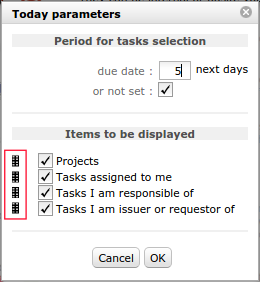 Today parameters
Period for tasks selection
due date : 5 next days
or not set :
Items to be displayed
Projects
Tasks assigned to me
Tasks I am responsible of
Tasks I am issuer or requestor of
Cancel OK